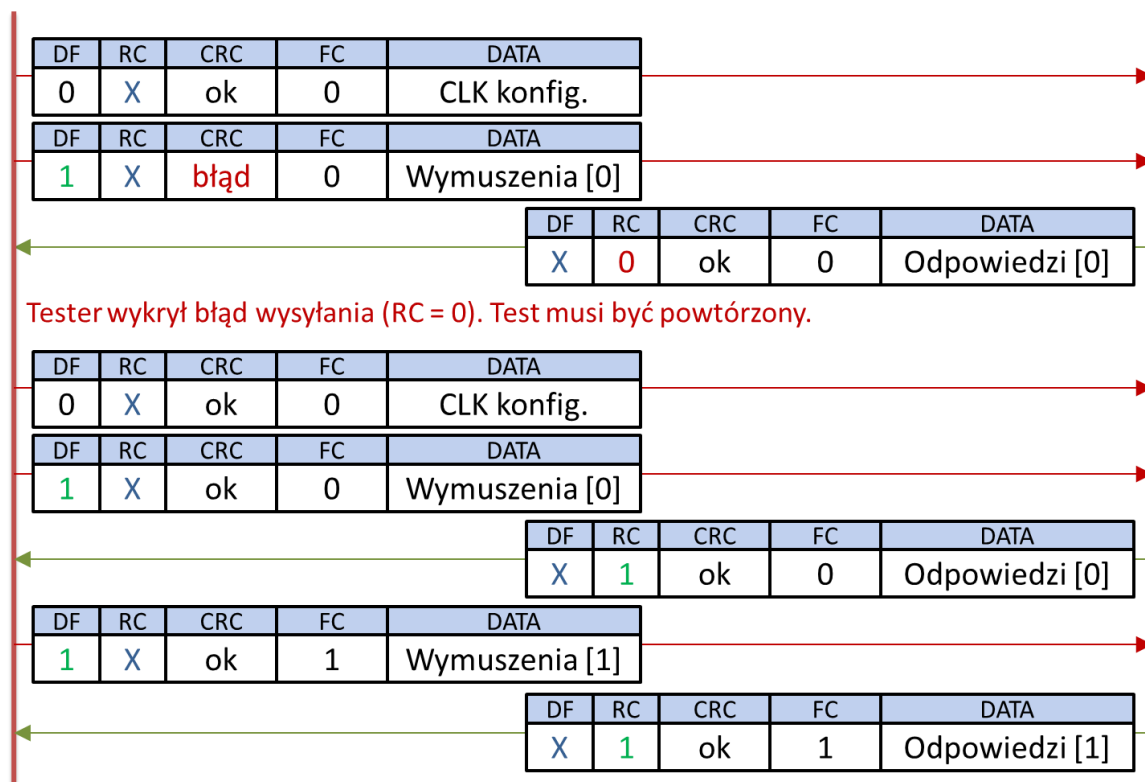 DF RC CRC FC DATA
0 X ok 0 CLK konfig.
DF RC CRC FC DATA
1 X błąd 0 Wymuszenia [0]
DF RC CRC FC DATA
X 0 ok 0 Odpowiedzi [0]
Tester wykrył błąd wysyłania (RC = 0). Test musi być powtórzony.
DF RC CRC FC DATA
0 X ok 0 CLK konfig.
DF RC CRC FC DATA
1 X ok 0 Wymuszenia [0]
DF RC CRC FC DATA
X 1 ok 0 Odpowiedzi [0]
DF RC CRC FC DATA
1 X ok 1 Wymuszenia [1]
DF RC CRC FC DATA
X 1 ok 1 Odpowiedzi [1]